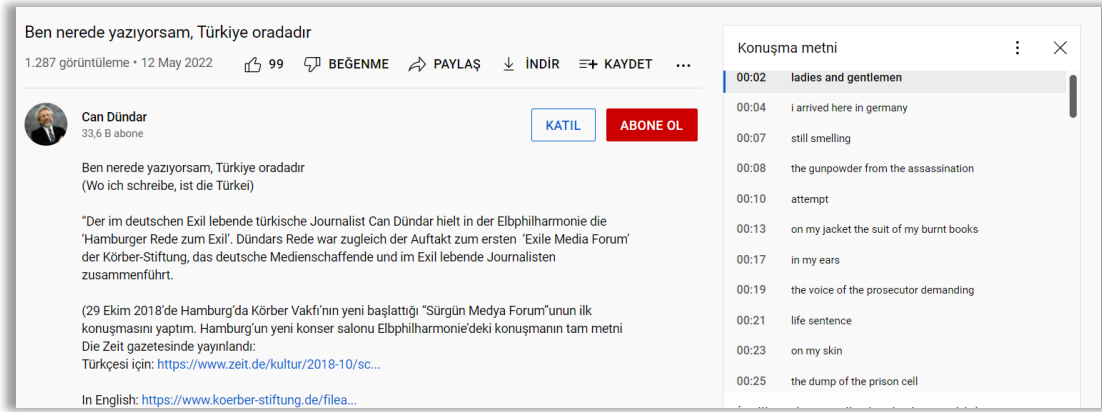 Ben nerede yazıyorsam, Türkiye oradadır
1.287 görüntüleme • 12 May 2022
99
BEĞENME
PAYLAŞ
İNDİR
KAYDET
...
Can Dündar
33,6 B abone
KATIL
ABONE OL
Ben nerede yazıyorsam, Türkiye oradadır
(Wo ich schreibe, ist die Türkei)
"Der im deutschen Exil lebende türkische Journalist Can Dündar hielt in der Elbphilharmonie die
'Hamburger Rede zum Exil'. Dündars Rede war zugleich der Auftakt zum ersten 'Exile Media Forum'
der Körber-Stiftung, das deutsche Medienschaffende und im Exil lebende Journalisten
zusammenführt.
(29 Ekim 2018'de Hamburg'da Körber Vakfı'nın yeni başlattığı "Sürgün Medya Forum"unun ilk
konuşmasını yaptım. Hamburg'un yeni konser salonu Elbphilharmonie'deki konuşmanın tam metni
Die Zeit gazetesinde yayınlandı:
Türkçesi için: https://www.zeit.de/kultur/2018-10/sc...
In English: https://www.koerber-stiftung.de/filea...
Konuşma metni
00:02 ladies and gentlemen
00:04 i arrived here in germany
00:07 still smelling
00:08 the gunpowder from the assassination
00:10 attempt
00:13 on my jacket the suit of my burnt books
00:17 in my ears
00:19 the voice of the prosecutor demanding
00:21 life sentence
00:23 on my skin
00:25 the dump of the prison cell